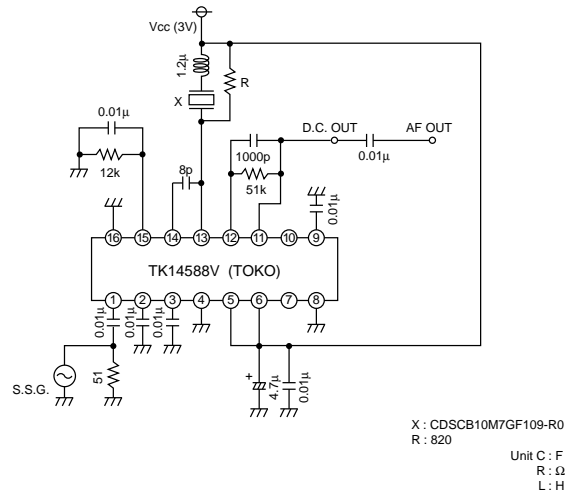 Vcc (3V)
1.2μ
R
X
0.01μ
12k
8p
1000p
51k
D.C. OUT
0.01μ
AF OUT
0.01μ
16 15 14 13 12 11 10 9
TK14588V (TOKO)
1 2 3 4 5 6 7 8
0.01μ
0.01μ
0.01μ
S.S.G.
51
+
4.7μ
0.01μ
X : CDSCB10M7GF109-R0
R : 820
Unit C : F
R : Ω
L : H